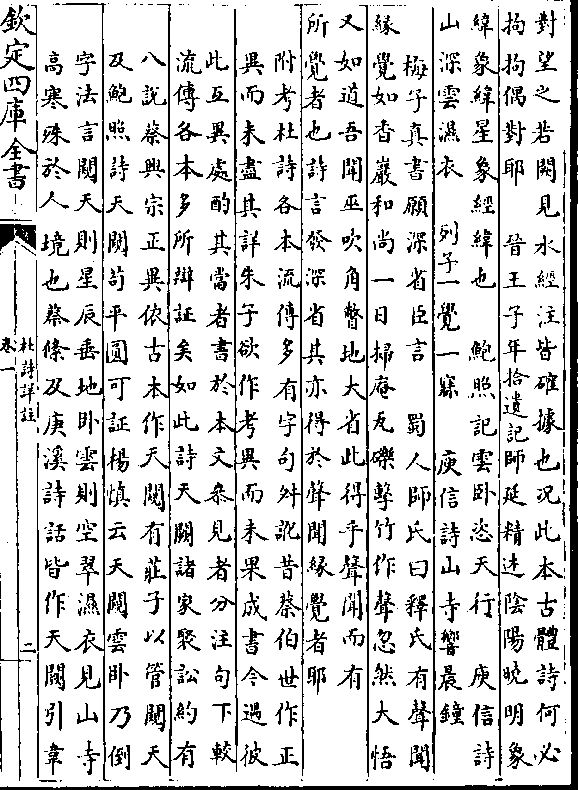 對望之若闕見水經注皆確據也況此本古體詩何必
拘拘偶對耶　晉王子年拾遺記師延精述陰陽曉明象
緯象緯星象經緯也　鮑照記雲卧恣天行　庾信詩
山深雲濕衣　列子一覺一寐　庾信詩山寺響晨鐘
梅子真書願深省臣言　蜀人師氏曰釋氏有聲聞
緣覺如香嚴和尚一日掃庵瓦礫擊竹作聲忽然大悟
又如道吾聞巫吹角瞥地大省此得乎聲聞而有
所覺者也詩言發深省其亦得於聲聞緣覺者耶
附考杜詩各本流傳多有字句舛訛昔蔡伯世作正
異而未盡其詳朱子欲作考異而未果成書今遇彼
此互異處酌其當者書於本文叅見者分注句下較
流傳各本多所辯証矣如此詩天闕諸家聚訟約有
八說蔡興宗正異依古本作天闚有莊子以管闚天
及鮑照詩天闚苟平圓可証楊慎云天闚雲卧乃倒
字法言闚天則星辰垂地卧雲則空翠濕衣見山寺
高寒殊於人境也蔡絛及庚溪詩話皆作天闕引韋
欽定四庫全書
杜詩詳註
卷一
二